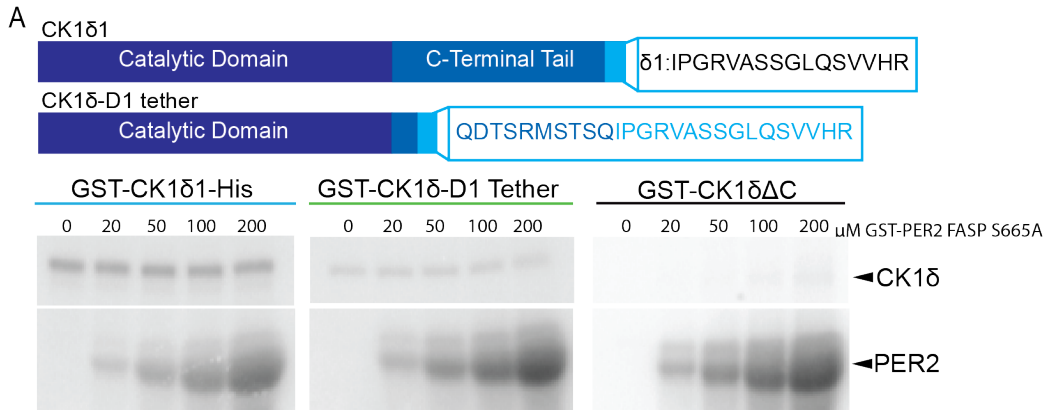 A
CK1δ1
Catalytic Domain C-Terminal Tail δ1:IPGRVASSGLQSVVHR
CK1δ-D1 tether
Catalytic Domain QDTSRMSTSQIPGRVASSGLQSVVHR
GST-CK1δ1-His GST-CK1δ-D1 Tether GST-CK1δΔC
0 20 50 100 200 0 20 50 100 200 0 20 50 100 200 µM GST-PER2 FASP S665A
CK1δ
PER2